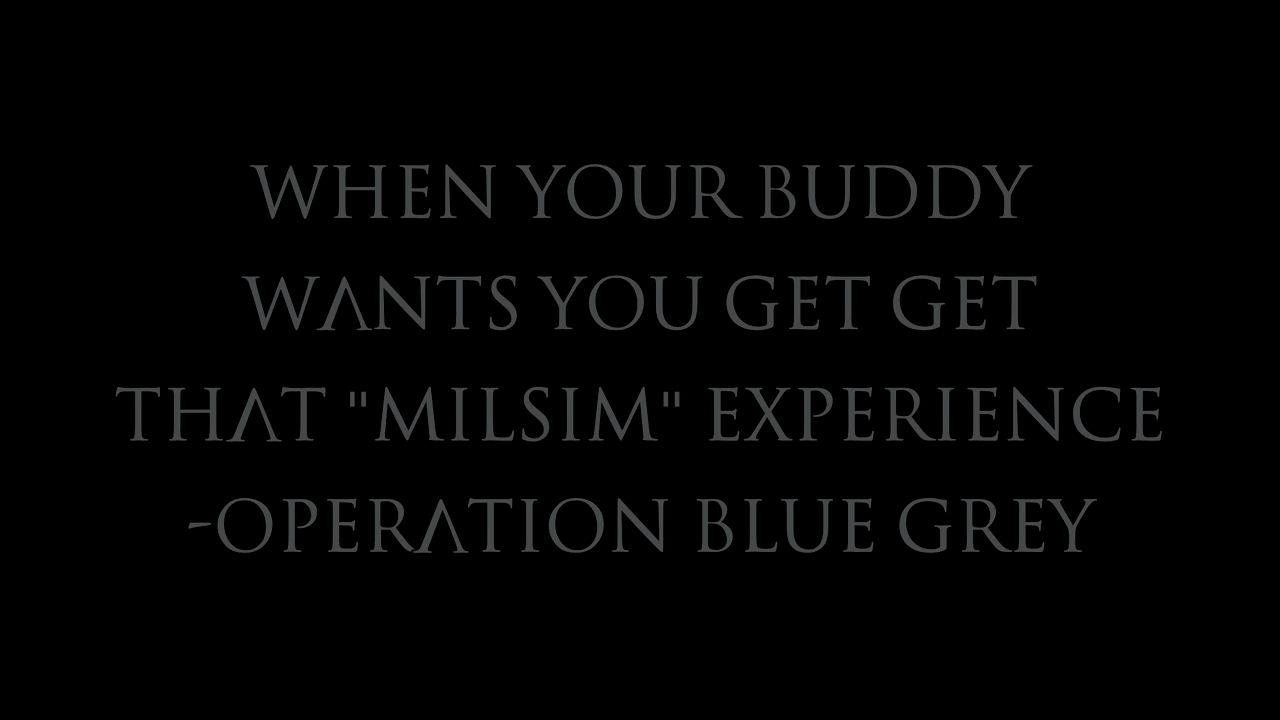 WHEN YOUR BUDDY
WANTS YOU GET GET
THAT "MILSIM" EXPERIENCE
-OPERATION BLUE GREY